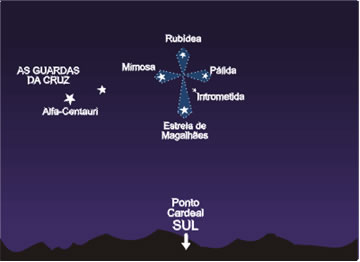 Rubidea
AS GUARDAS
DA CRUZ
Mimosa
Pálida
Intrometida
Alfa-Centauri
Estrela de
Magalhães
Ponto
Cardeal
SUL